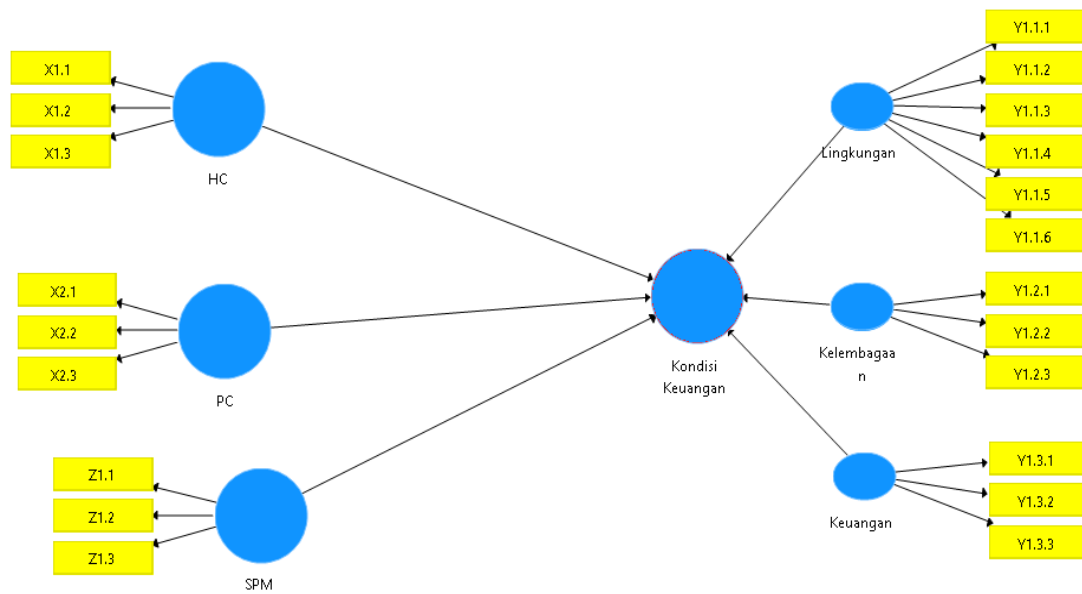 X1.1
X1.2
X1.3
HC
X2.1
X2.2
X2.3
PC
Z1.1
Z1.2
Z1.3
SPM
Kondisi
Keuangan
Lingkungan
Y1.1.1
Y1.1.2
Y1.1.3
Y1.1.4
Y1.1.5
Y1.1.6
Kelembagaa
n
Y1.2.1
Y1.2.2
Y1.2.3
Keuangan
Y1.3.1
Y1.3.2
Y1.3.3